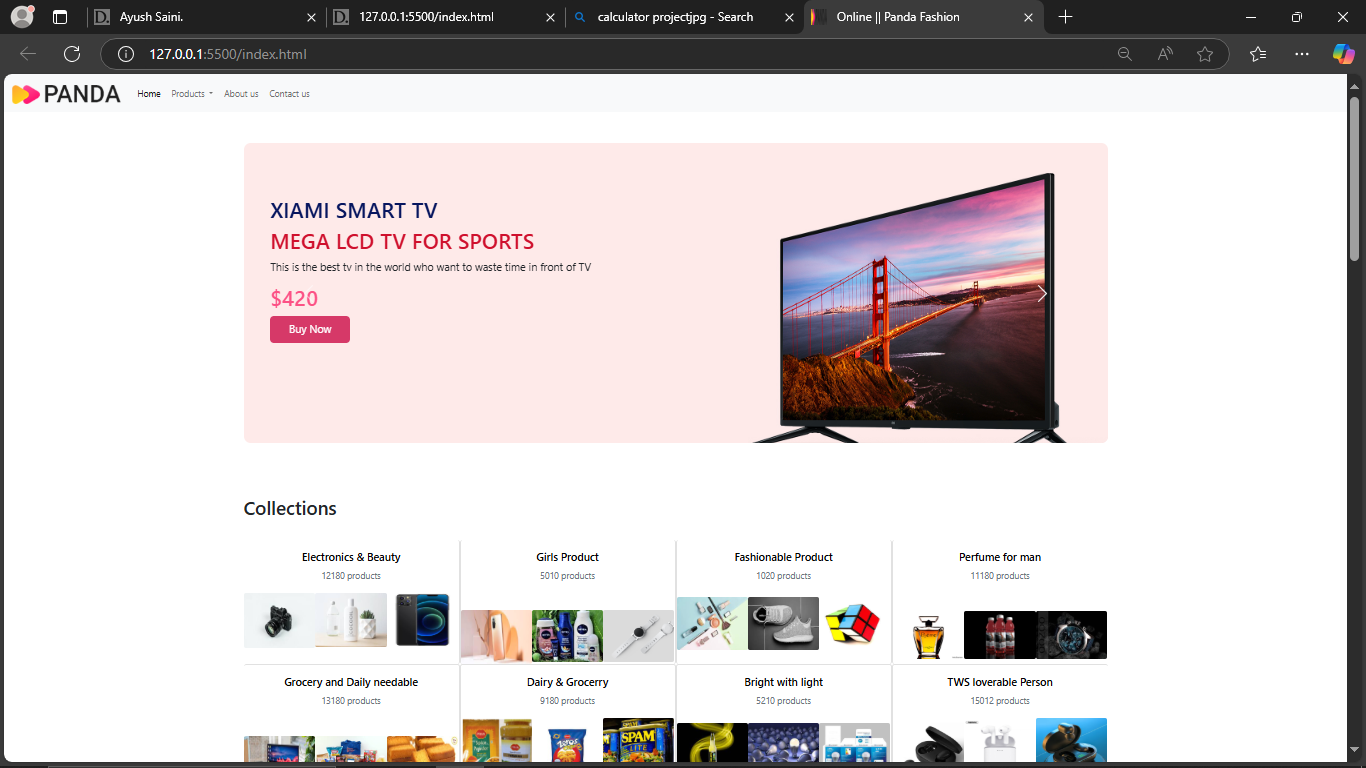 Ayush Saini.
127.0.0.1:5500/index.html
calculator projectjpg - Search
Online || Panda Fashion
127.0.0.1:5500/index.html
PANDA
Home
Products
About us
Contact us
XIAMI SMART TV
MEGA LCD TV FOR SPORTS
This is the best tv in the world who want to waste time in front of TV
$420
Buy Now
Collections
Electronics & Beauty
12180 products
Girls Product
5010 products
Fashionable Product
1020 products
Perfume for man
11180 products
NIVEA
Grocery and Daily needable
13180 products
Dairy & Grocerry
9180 products
Bright with light
5210 products
TWS loverable Person
15012 products
SPAM
LITE